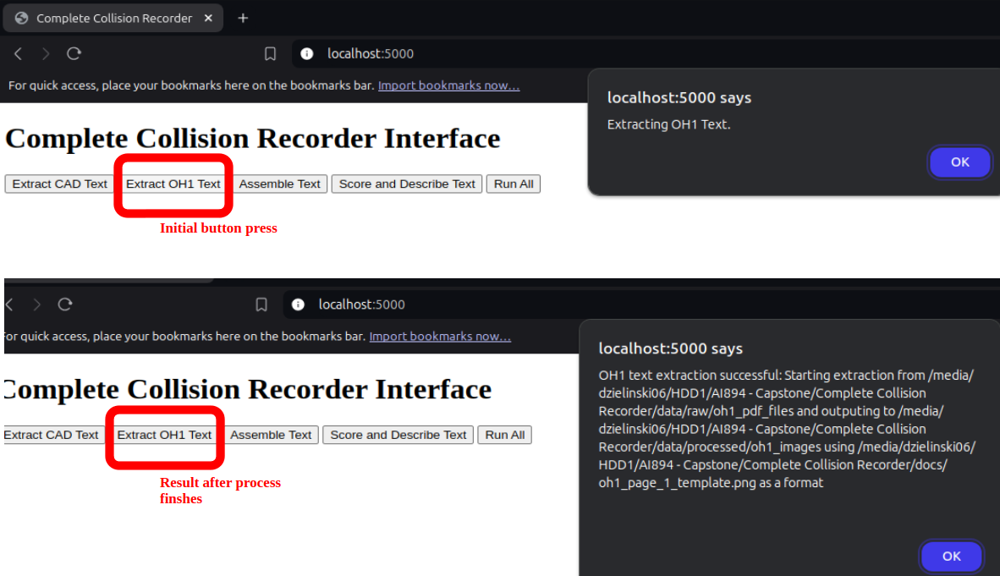 Complete Collision Recorder
localhost:5000
For quick access, place your bookmarks here on the bookmarks bar. Import bookmarks now...
localhost:5000 says
Extracting OH1 Text.
OK
Complete Collision Recorder Interface
Extract CAD Text Extract OH1 Text Assemble Text Score and Describe Text Run All
Initial button press
localhost:5000
For quick access, place your bookmarks here on the bookmarks bar. Import bookmarks now...
localhost:5000 says
OH1 text extraction successful: Starting extraction from /media/
dzielinski06/HDD1/AI894 - Capstone/Complete Collision
Recorder/data/raw/oh1_pdf_files and outputing to /media/
dzielinski06/HDD1/AI894 - Capstone/Complete Collision
Recorder/data/processed/oh1_images using /media/dzielinski06/
HDD1/AI894 - Capstone/Complete Collision Recorder/docs/
oh1_page_1_template.png as a format
OK
Complete Collision Recorder Interface
Extract CAD Text Extract OH1 Text Assemble Text Score and Describe Text Run All
Result after process
finshes